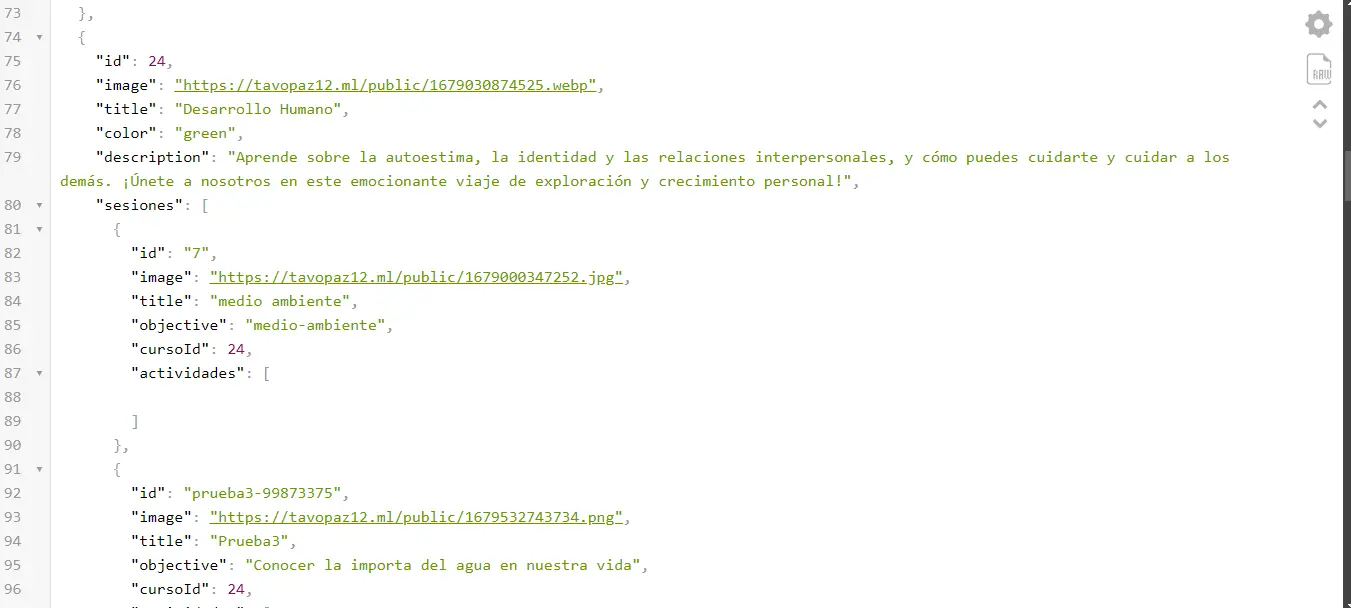 73 },
74 ▾ {
75 "id": 24,
76 "image": "https://tavopaz12.ml/public/1679030874525.webp",
77 "title": "Desarrollo Humano",
78 "color": "green",
79 "description": "Aprende sobre la autoestima, la identidad y las relaciones interpersonales, y cómo puedes cuidarte y cuidar a los
demás. ¡Únete a nosotros en este emocionante viaje de exploración y crecimiento personal!",
80 ▾ "sesiones": [
81 ▾ {
82 "id": "7",
83 "image": "https://tavopaz12.ml/public/1679000347252.jpg",
84 "title": "medio ambiente",
85 "objective": "medio-ambiente",
86 "cursoId": 24,
87 ▾ "actividades": [
88
89 ]
90 },
91 ▾ {
92 "id": "prueba3-99873375",
93 "image": "https://tavopaz12.ml/public/1679532743734.png",
94 "title": "Prueba3",
95 "objective": "Conocer la importa del agua en nuestra vida",
96 "cursoId": 24,
RAW